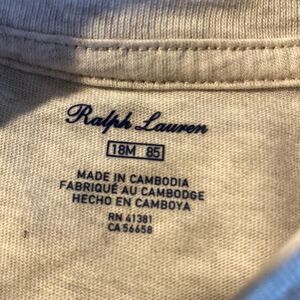 Ralph Lauren
18M 85
MADE IN CAMBODIA
FABRIQUÉ AU CAMBODGE
HECHO EN CAMBOYA
RN 41381
CA 56658